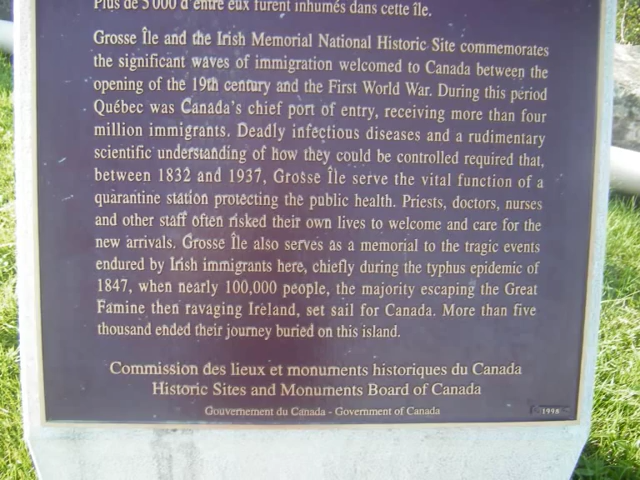 Plus de 5 000 d'entre eux furent inhumés dans cette île.
Grosse Île and the Irish Memorial National Historic Site commemorates
the significant waves of immigration welcomed to Canada between the
opening of the 19th century and the First World War. During this period
Québec was Canada's chief port of entry, receiving more than four
million immigrants. Deadly infectious diseases and a rudimentary
scientific understanding of how they could be controlled required that,
between 1832 and 1937, Grosse Île serve the vital function of a
quarantine station protecting the public health. Priests, doctors, nurses
and other staff often risked their own lives to welcome and care for the
new arrivals. Grosse Île also serves as a memorial to the tragic events
endured by Irish immigrants here, chiefly during the typhus epidemic of
1847, when nearly 100,000 people, the majority escaping the Great
Famine then ravaging Ireland, set sail for Canada. More than five
thousand ended their journey buried on this island.
Commission des lieux et monuments historiques du Canada
Historic Sites and Monuments Board of Canada
Gouvernement du Canada - Government of Canada
1998